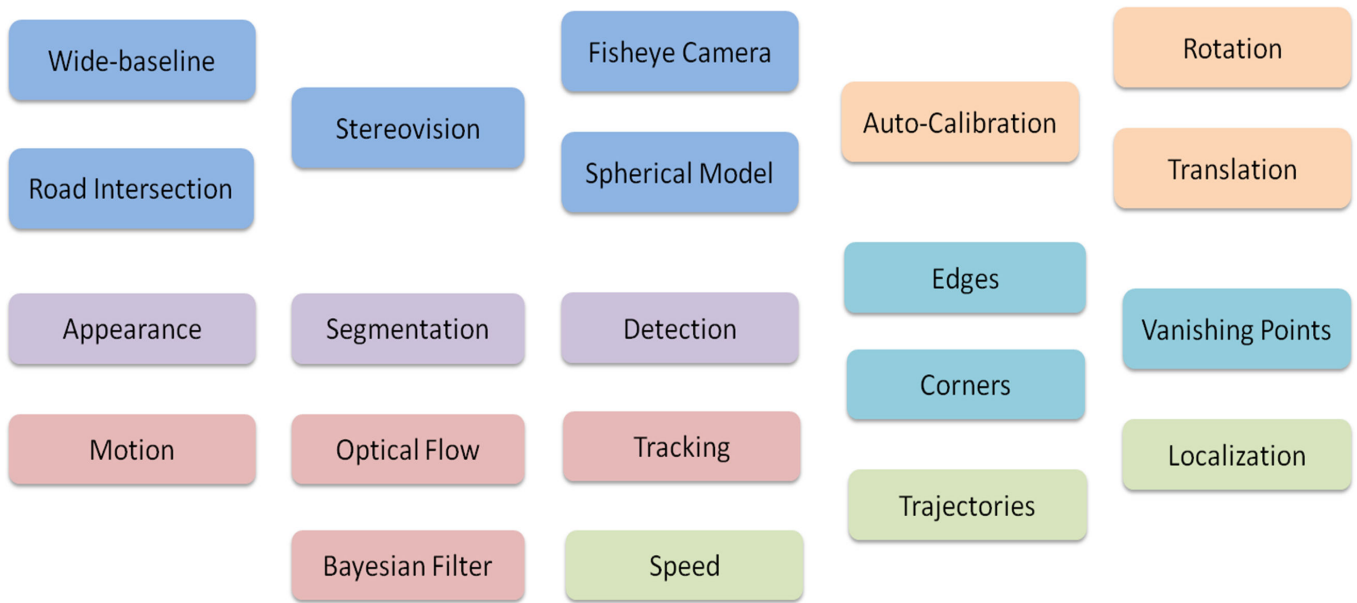 Wide-baseline
Fisheye Camera
Rotation
Stereovision
Auto-Calibration
Road Intersection
Spherical Model
Translation
Edges
Appearance
Segmentation
Detection
Vanishing Points
Corners
Motion
Optical Flow
Tracking
Localization
Trajectories
Bayesian Filter
Speed